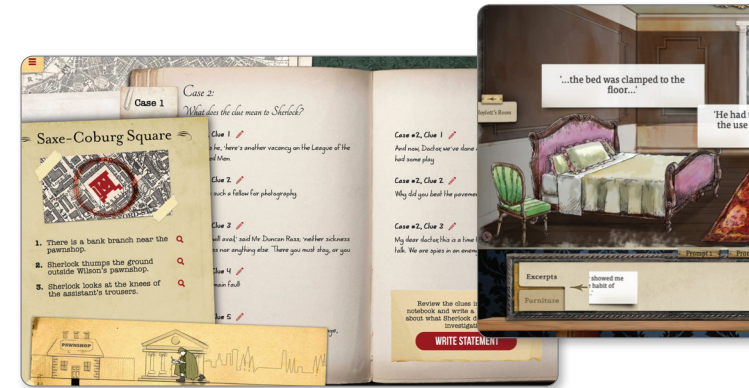 Case 1
Saxe-Coburg Square
1. There is a bank branch near the
pawnshop.
2. Sherlock thumps the ground
outside Wilson's pawnshop.
3. Sherlock looks at the knees of
the assistant's trousers.
PAWNSHOP
Case 2:
What does the clue mean to Sherlock?
Clue 1
he, 'here's another vacancy on the League of the
Men.
Clue 2
such a fellow for photography.
Clue 3
avail,' said Mr Duncan Ross; 'neither sickness
nor anything else. There you must stay, or you
Clue 4
main fault
Clue 5
Case #2, Clue 1
And now, Doctor, we've done
had some play
Case #2, Clue 2
Why did you beat the
Case #2, Clue 3
My dear doctor, this is a time
talk. We are spies in an
Review the clues
notebook and write a
about what Sherlock
WRITE STATEMENT
'...the bed was clamped to the
floor...'
Room
'He had
the use
Prompt 1
Excerpts
Furniture
showed me
habit of